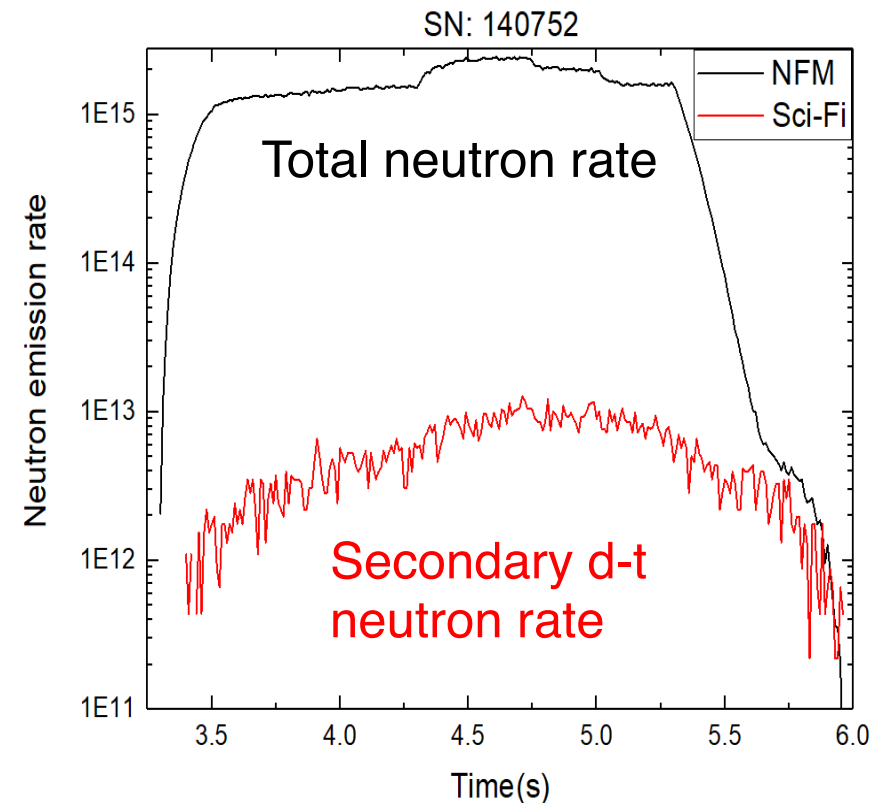 SN: 140752
NFM
Sci-Fi
Total neutron rate
Secondary d-t
neutron rate
Neutron emission rate
1E15
1E14
1E13
1E12
1E11
3.5 4.0 4.5 5.0 5.5 6.0
Time(s)